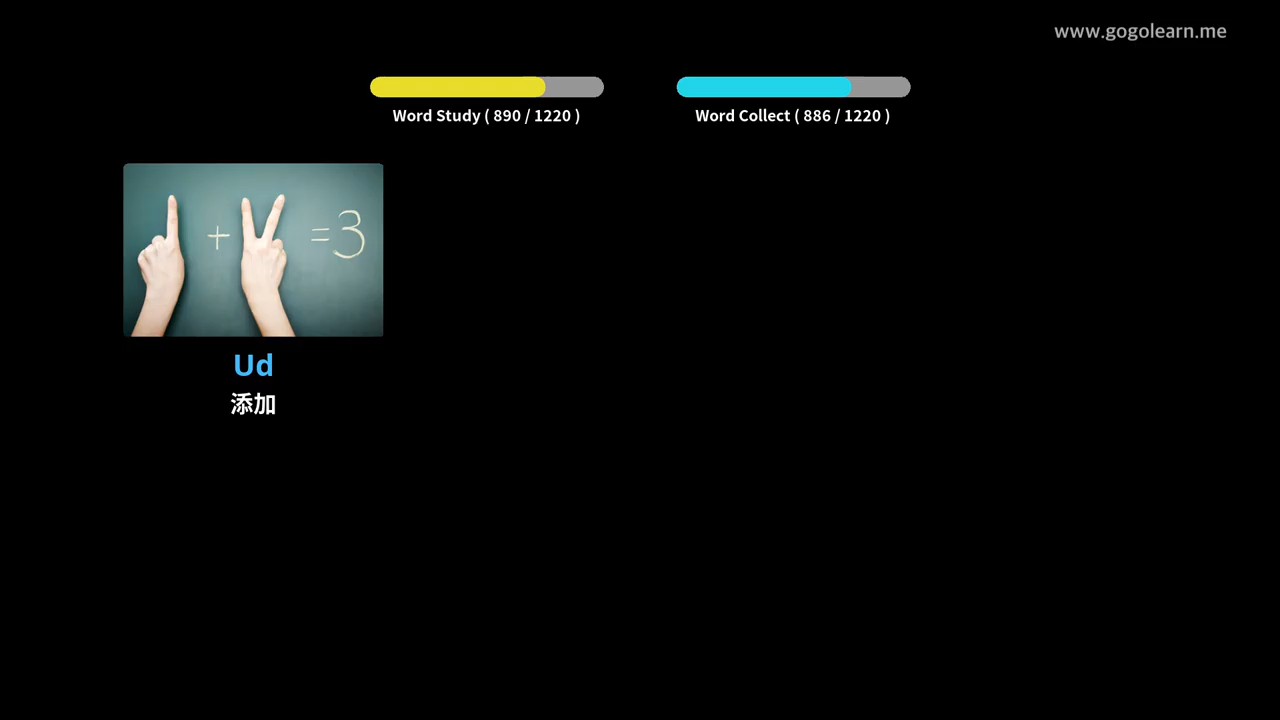 www.gogolearn.me
Word Study ( 890 / 1220 )
Word Collect ( 886 / 1220 )
+ =3
Ud
添加